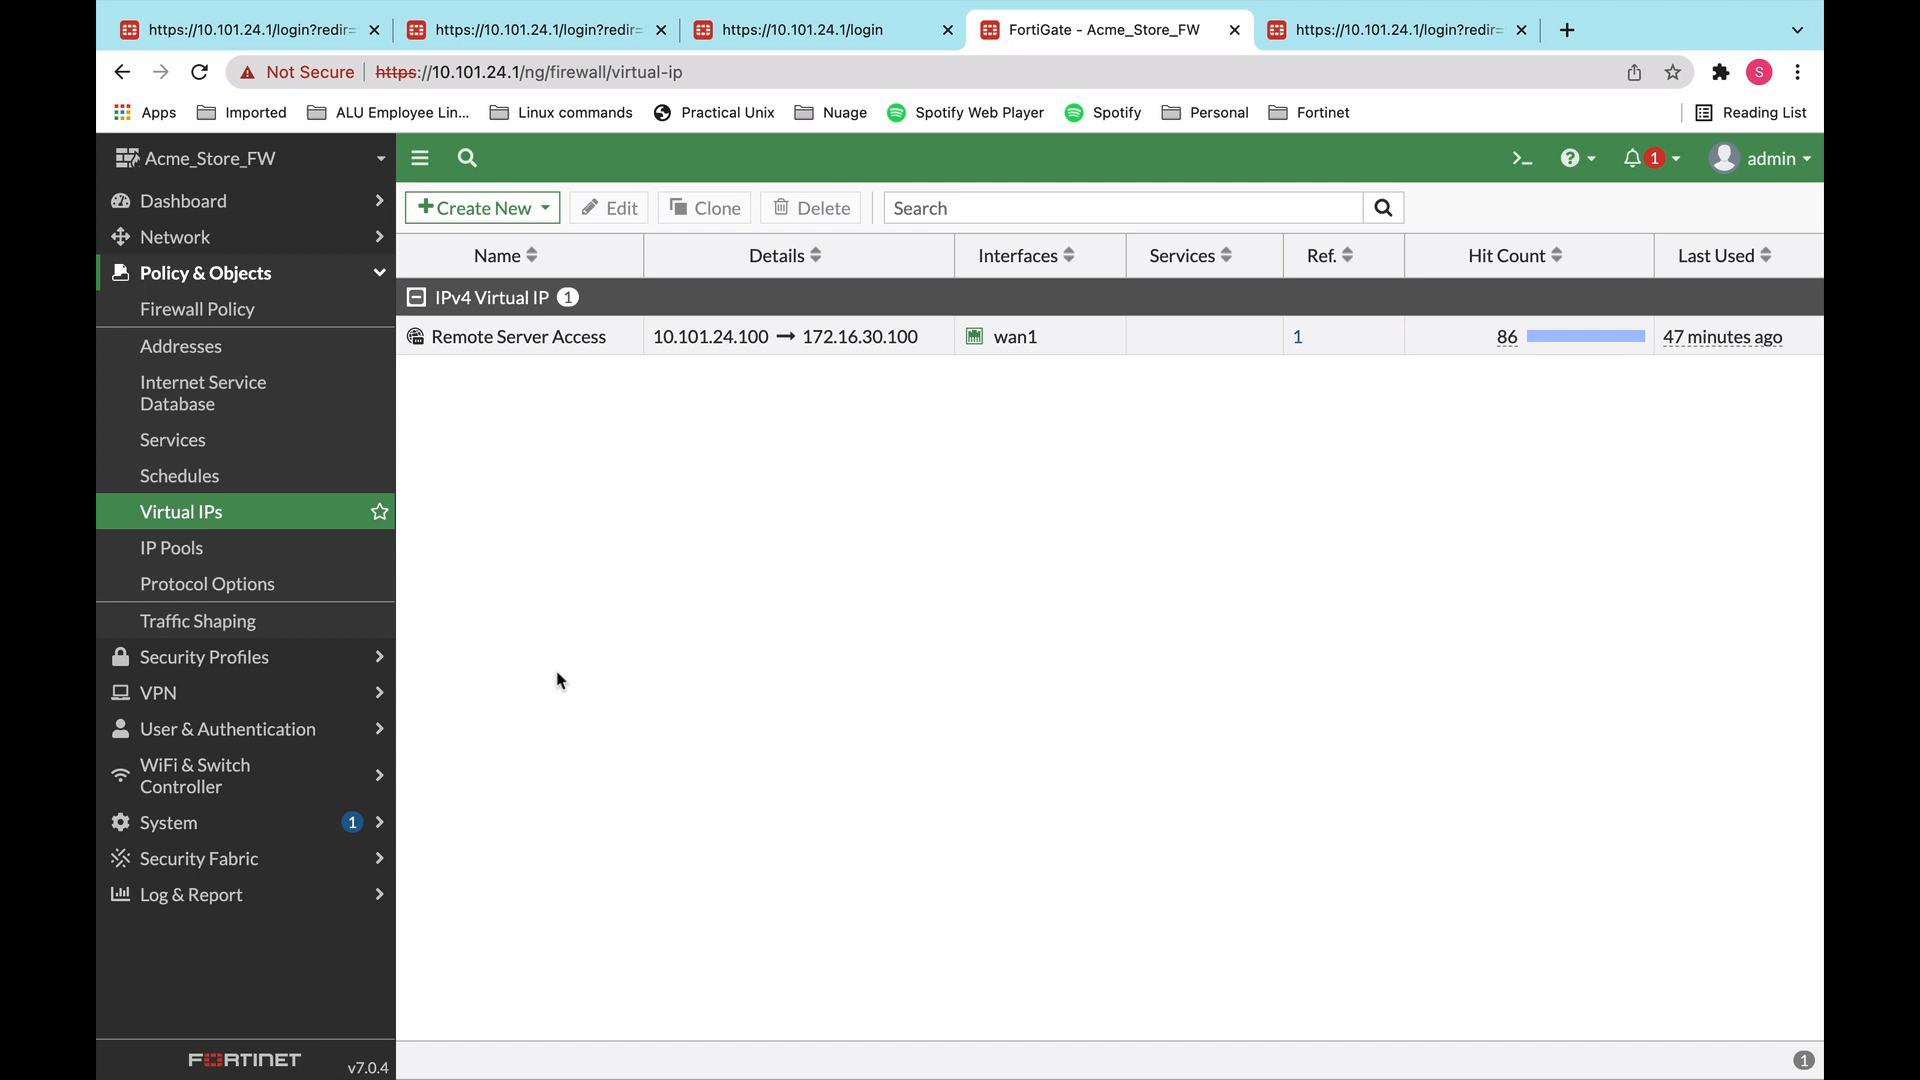 https://10.101.24.1/login?redir=
https://10.101.24.1/login?redir=
https://10.101.24.1/login
FortiGate - Acme_Store_FW
https://10.101.24.1/login?redir=
Not Secure
https://10.101.24.1/ng/firewall/virtual-ip
S
Apps
Imported
ALU Employee Lin...
Linux commands
Practical Unix
Nuage
Spotify Web Player
Spotify
Personal
Fortinet
Reading List
Acme_Store_FW
1
admin
Dashboard
Network
Policy & Objects
Firewall Policy
Addresses
Internet Service
Database
Services
Schedules
Virtual IPs
IP Pools
Protocol Options
Traffic Shaping
Security Profiles
VPN
User & Authentication
WiFi & Switch
Controller
System 1
Security Fabric
Log & Report
FORTINET
v7.0.4
+ Create New
Edit
Clone
Delete
Search
Name
Details
Interfaces
Services
Ref.
Hit Count
Last Used
IPv4 Virtual IP 1
Remote Server Access
10.101.24.100 → 172.16.30.100
wan1
1
86
47 minutes ago
1